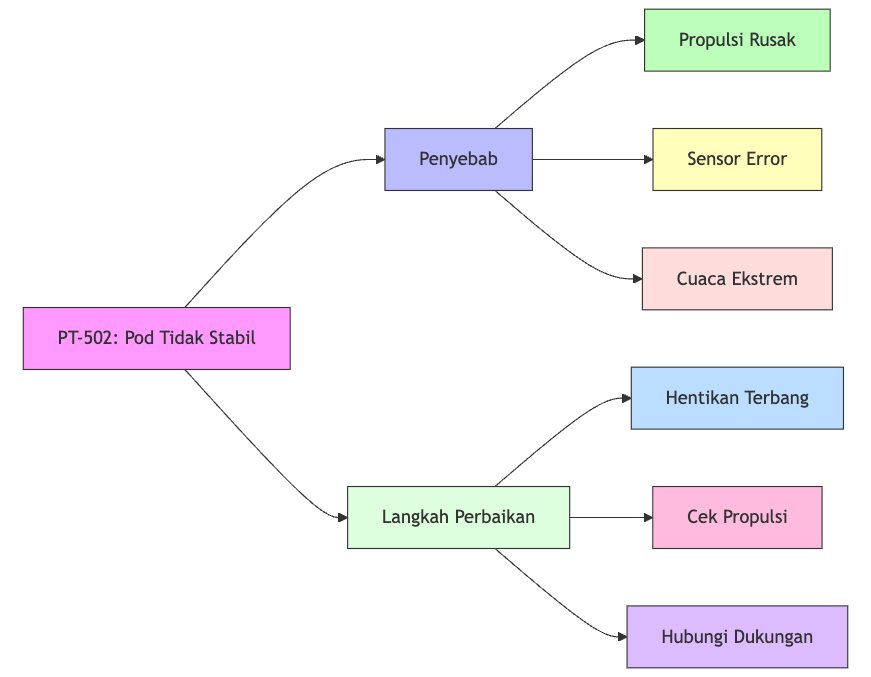 PT-502: Pod Tidak Stabil
Penyebab
Propulsi Rusak
Sensor Error
Cuaca Ekstrem
Langkah Perbaikan
Hentikan Terbang
Cek Propulsi
Hubungi Dukungan